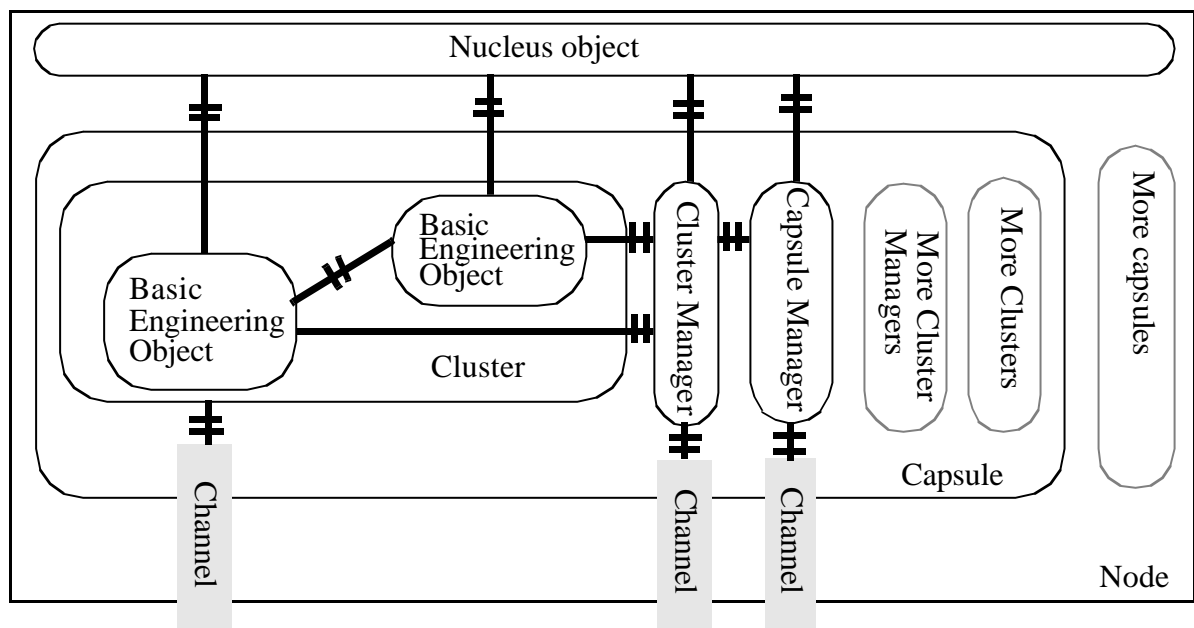 Nucleus object
Basic
Engineering
Object
Basic
Engineering
Object
Cluster
Cluster Manager
Capsule Manager
More Cluster
Managers
More Clusters
More capsules
Capsule
Channel
Channel
Channel
Node